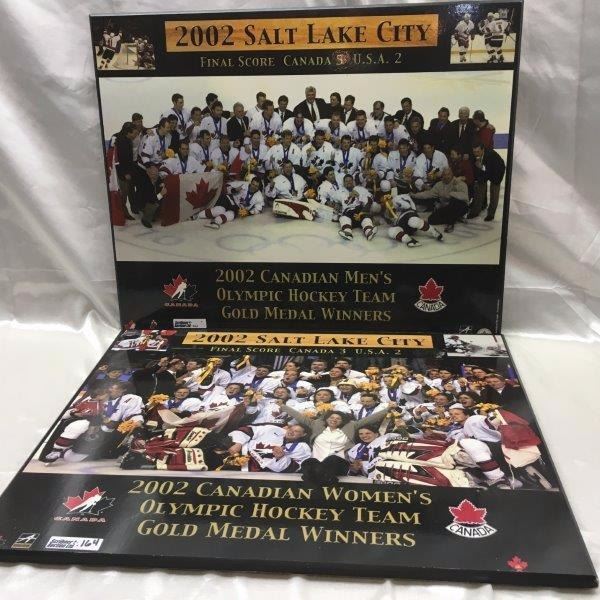 2002 SALT LAKE CITY
FINAL SCORE CANADA 5 U.S.A. 2
2002 CANADIAN MEN'S
OLYMPIC HOCKEY TEAM
GOLD MEDAL WINNERS
CANADA
CANADA
2002 SALT LAKE CITY
FINAL SCORE CANADA 3 U.S.A. 2
2002 CANADIAN WOMEN'S
OLYMPIC HOCKEY TEAM
GOLD MEDAL WINNERS
CANADA
CANADA
164